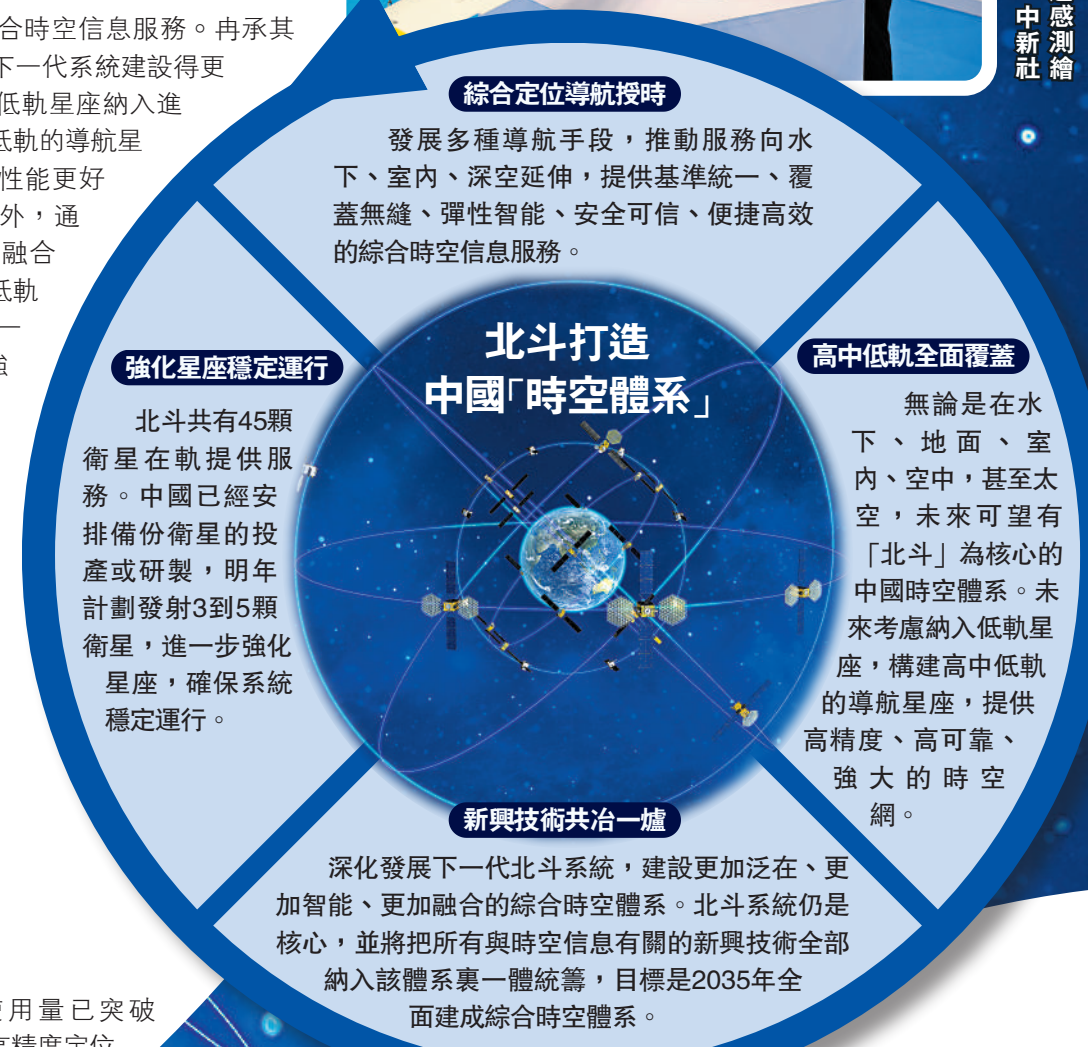 合時空信息服務。冉承其
下一代系統建設得更
低軌星座納入進
低軌的導航星
性能更好
外，通
融合
低軌
一
強
感測繪
中新社
綜合定位導航授時
發展多種導航手段，推動服務向水
下、室內、深空延伸，提供基準統一、覆
蓋無縫、彈性智能、安全可信、便捷高效
的綜合時空信息服務。
北斗打造
中國「時空體系」
強化星座穩定運行
北斗共有45顆
衛星在軌提供服
務。中國已經安
排備份衛星的投
產或研製，明年
計劃發射3到5顆
衛星，進一步強化
星座，確保系統
穩定運行。
高中低軌全面覆蓋
無論是在水
下、地面、室
內、空中，甚至太
空，未來可望有
「北斗」為核心的
中國時空體系。未
來考慮納入低軌星
座，構建高中低軌
的導航星座，提供
高精度、高可靠、
強大的時空
網。
新興技術共冶一爐
深化發展下一代北斗系統，建設更加泛在、更
加智能、更加融合的綜合時空體系。北斗系統仍是
核心，並將把所有與時空信息有關的新興技術全部
納入該體系裏一體統籌，目標是2035年全
面建成綜合時空體系。
使用量已突破
高精度定位